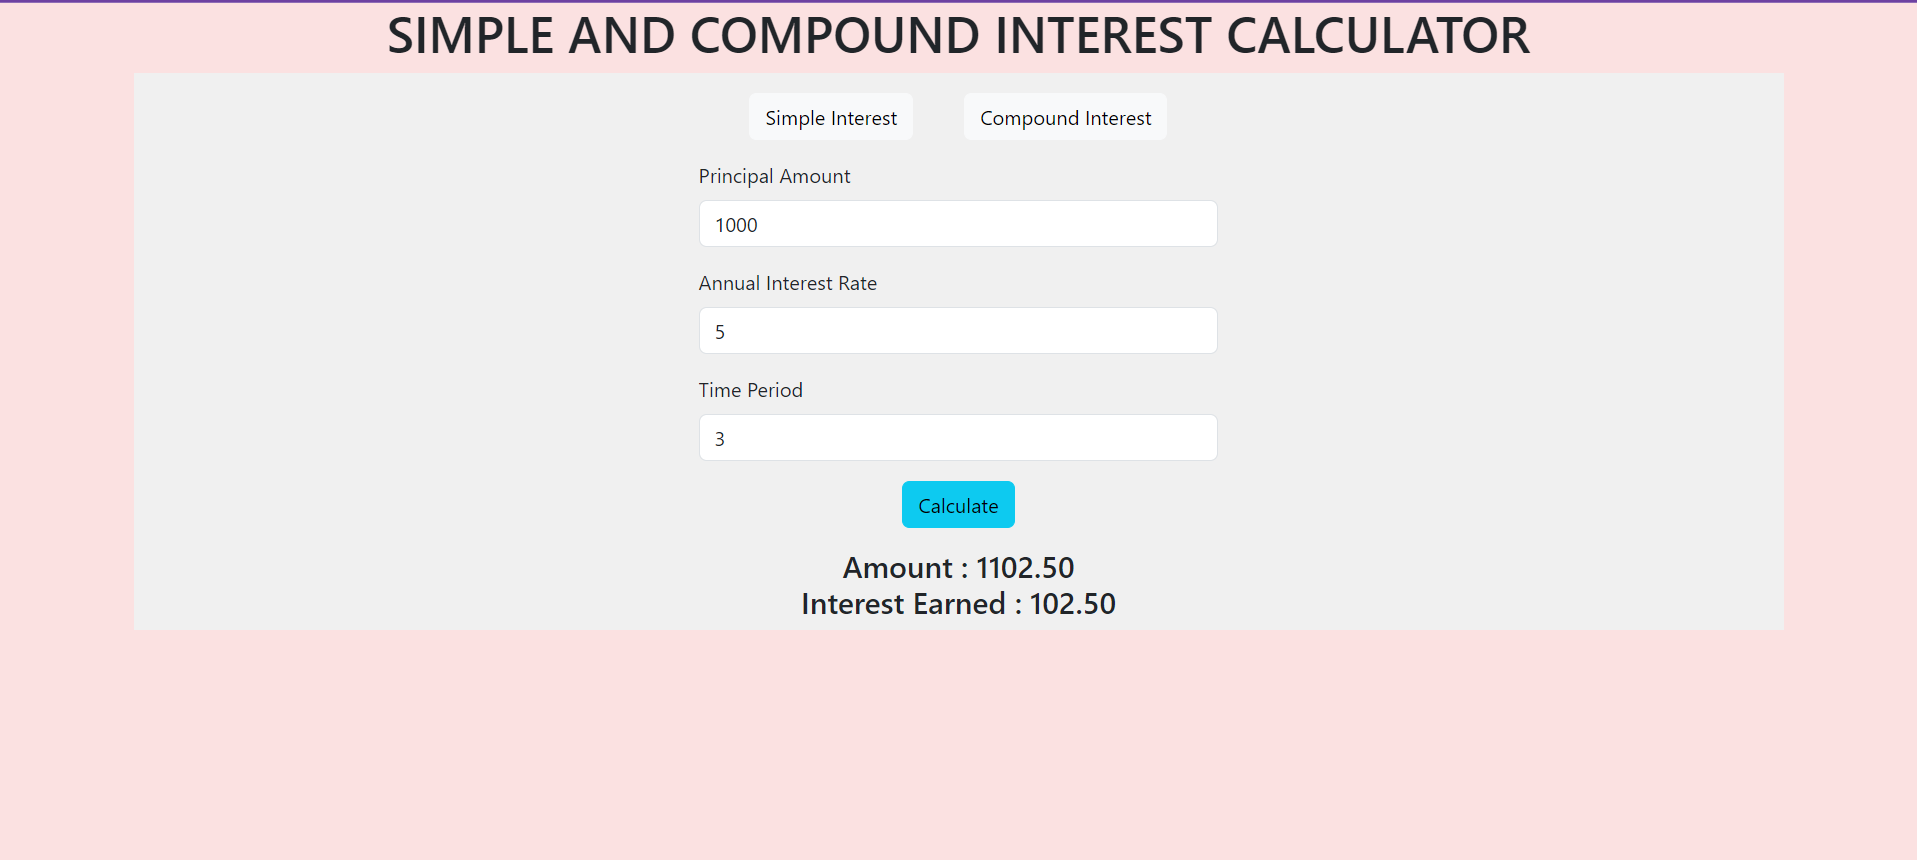 SIMPLE AND COMPOUND INTEREST CALCULATOR
Simple Interest Compound Interest
Principal Amount
1000
Annual Interest Rate
5
Time Period
3
Calculate
Amount : 1102.50
Interest Earned : 102.50